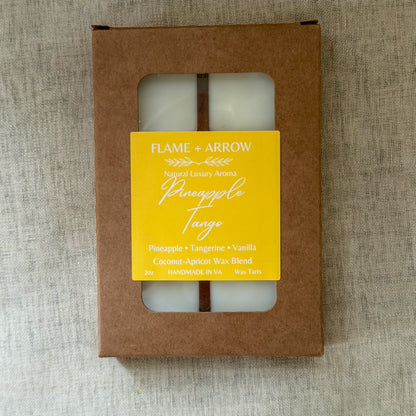 FLAME + ARROW
Natural Luxury Aroma
Pineapple
Tango
Pineapple • Tangerine • Vanilla
Coconut-Apricot Wax Blend
2oz HANDMADE IN VA Wax Tarts